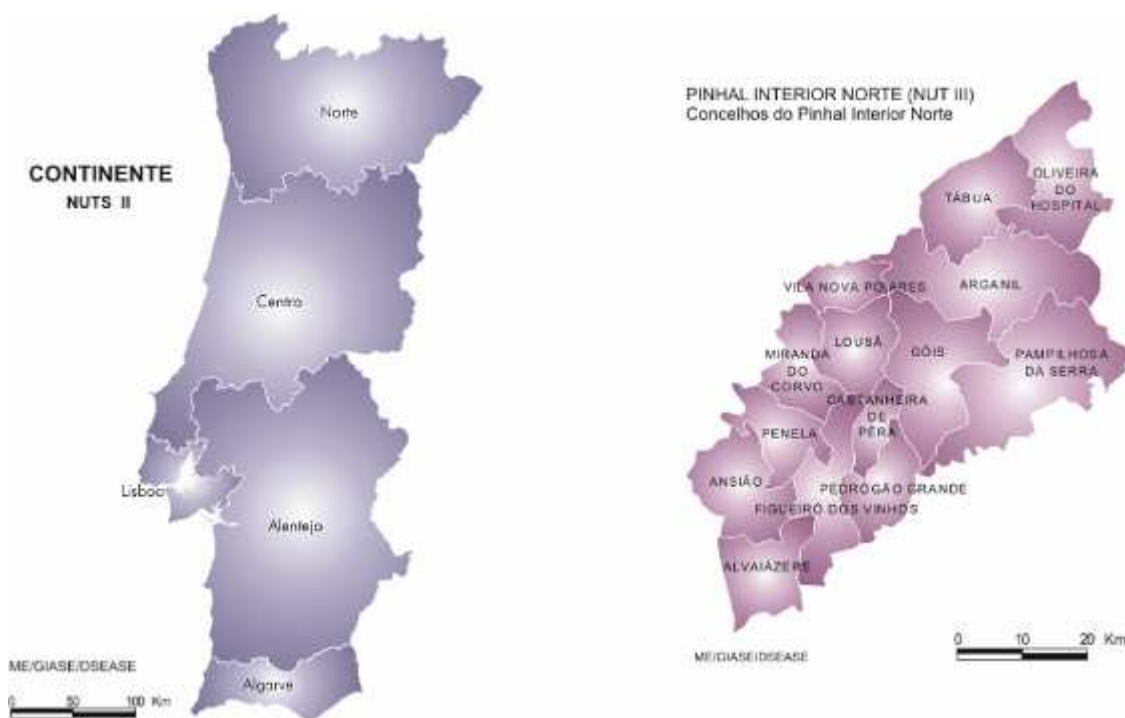 CONTINENTE
NUTS II
Norte
Centro
Lisboa
Alentejo
Algarve
ME/GIASE/DSEASE
0 50 100 Km
PINHAL INTERIOR NORTE (NUT III)
Concelhos do Pinhal Interior Norte
OLIVEIRA
DO
HOSPITAL
TÁBUA
VILA NOVA POIARES
ARGANIL
LOUSÃ
GÓIS
MIRANDA
DO
CORVO
PAMPILHOSA
DA SERRA
CASTANHEIRA
DE
PÊRA
PENELA
ANSIÃO
PEDRÓGÃO GRANDE
FIGUEIRÓ DOS VINHOS
ALVAIÁZERE
ME/GIASE/DSEASE
0 10 20 Km